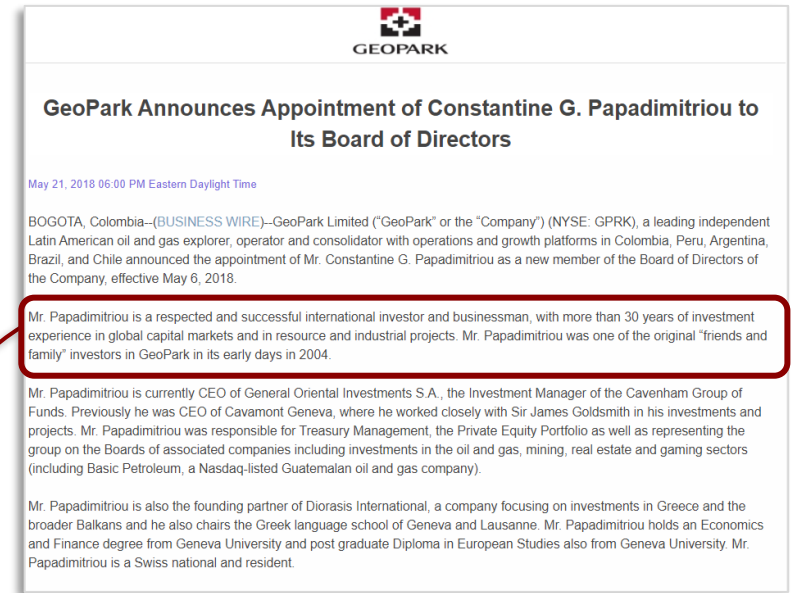 GEOPARK
GeoPark Announces Appointment of Constantine G. Papadimitriou to
Its Board of Directors
May 21, 2018 06:00 PM Eastern Daylight Time
BOGOTA, Colombia--(BUSINESS WIRE)--GeoPark Limited (“GeoPark” or the “Company”) (NYSE: GPRK), a leading independent
Latin American oil and gas explorer, operator and consolidator with operations and growth platforms in Colombia, Peru, Argentina,
Brazil, and Chile announced the appointment of Mr. Constantine G. Papadimitriou as a new member of the Board of Directors of
the Company, effective May 6, 2018.
Mr. Papadimitriou is a respected and successful international investor and businessman, with more than 30 years of investment
experience in global capital markets and in resource and industrial projects. Mr. Papadimitriou was one of the original “friends and
family” investors in GeoPark in its early days in 2004.
Mr. Papadimitriou is currently CEO of General Oriental Investments S.A., the Investment Manager of the Cavenham Group of
Funds. Previously he was CEO of Cavamont Geneva, where he worked closely with Sir James Goldsmith in his investments and
projects. Mr. Papadimitriou was responsible for Treasury Management, the Private Equity Portfolio as well as representing the
group on the Boards of associated companies including investments in the oil and gas, mining, real estate and gaming sectors
(including Basic Petroleum, a Nasdaq-listed Guatemalan oil and gas company).
Mr. Papadimitriou is also the founding partner of Diorasis International, a company focusing on investments in Greece and the
broader Balkans and he also chairs the Greek language school of Geneva and Lausanne. Mr. Papadimitriou holds an Economics
and Finance degree from Geneva University and post graduate Diploma in European Studies also from Geneva University. Mr.
Papadimitriou is a Swiss national and resident.